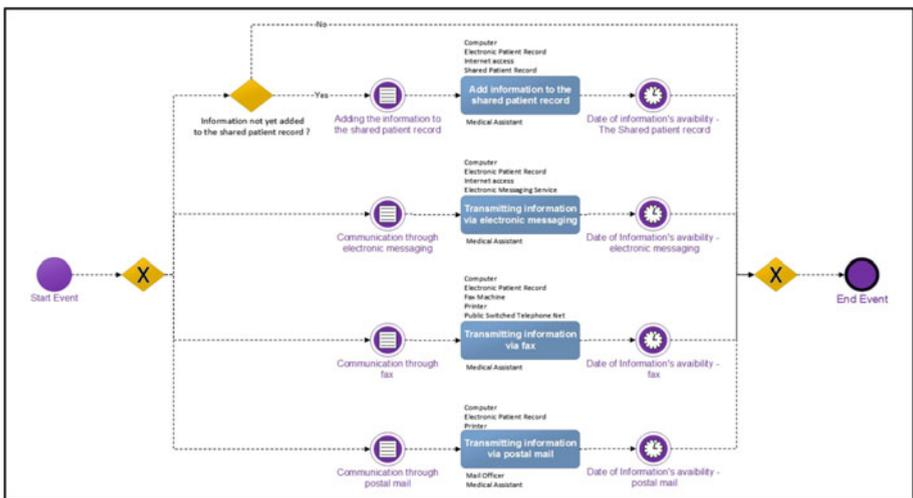 No
Computer
Electronic Patient Record
Internet access
Shared Patient Record
Yes
Add information to the
shared patient record
Information not yet added
to the shared patient record ?
Adding the information to
the shared patient record
Medical Assistant
Date of information's avaibility -
The Shared patient record
Computer
Electronic Patient Record
Internet access
Electronic Messaging Service
Transmitting information
via electronic messaging
Communication through
electronic messaging
Medical Assistant
Date of Information's avaibility -
electronic messaging
X
X
Start Event
End Event
Computer
Electronic Patient Record
Fax Machine
Printer
Public Switched Telephone Net
Transmitting information
via fax
Communication through
fax
Medical Assistant
Date of Information's avaibility -
fax
Computer
Electronic Patient Record
Printer
Transmitting information
via postal mail
Communication through
postal mail
Mail Officer
Medical Assistant
Date of Information's avaibility -
postal mail